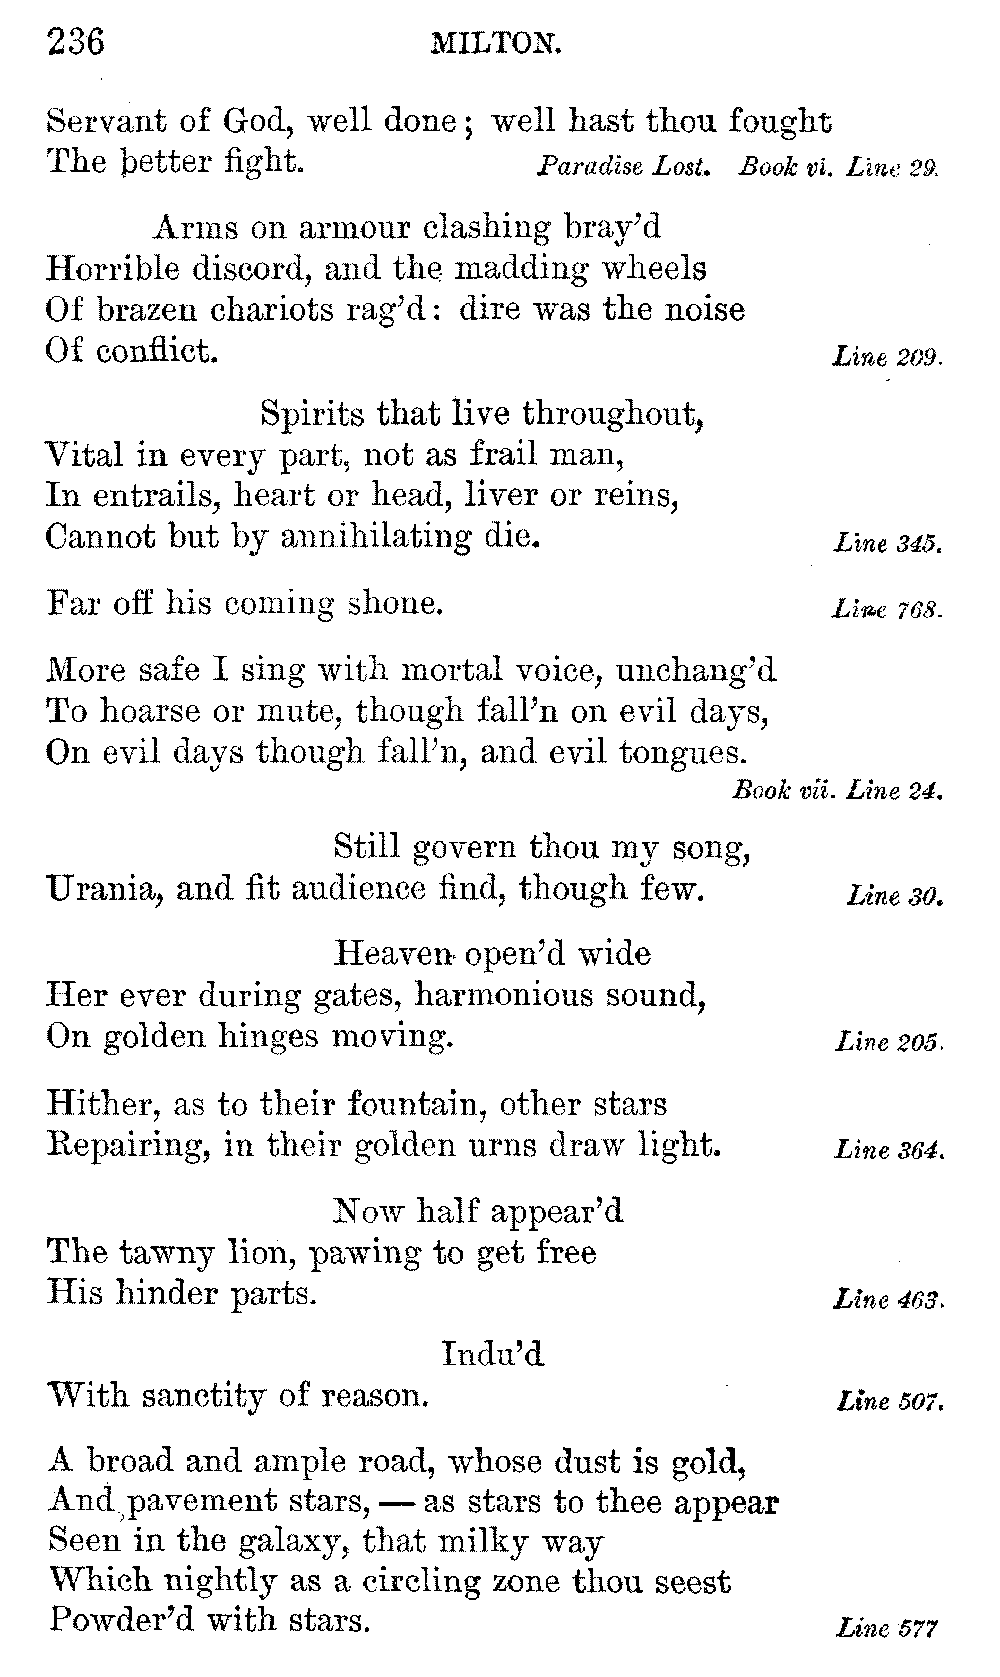 236 MILTON.
Servant of God, well done; well hast thou fought
The better fight. Paradise Lost. Book vi. Line 29.
Arms on armour clashing bray'd
Horrible discord, and the madding wheels
Of brazen chariots rag'd: dire was the noise
Of conflict. Line 209.
Spirits that live throughout,
Vital in every part, not as frail man,
In entrails, heart or head, liver or reins,
Cannot but by annihilating die. Line 345.
Far off his coming shone. Line 768.
More safe I sing with mortal voice, unchang'd
To hoarse or mute, though fall'n on evil days,
On evil days though fall'n, and evil tongues.
Book vii. Line 24.
Still govern thou my song,
Urania, and fit audience find, though few. Line 30.
Heaven open'd wide
Her ever during gates, harmonious sound,
On golden hinges moving. Line 205.
Hither, as to their fountain, other stars
Repairing, in their golden urns draw light. Line 364.
Now half appear'd
The tawny lion, pawing to get free
His hinder parts. Line 463.
Indu'd
With sanctity of reason. Line 507.
A broad and ample road, whose dust is gold,
And pavement stars, — as stars to thee appear
Seen in the galaxy, that milky way
Which nightly as a circling zone thou seest
Powder'd with stars. Line 577